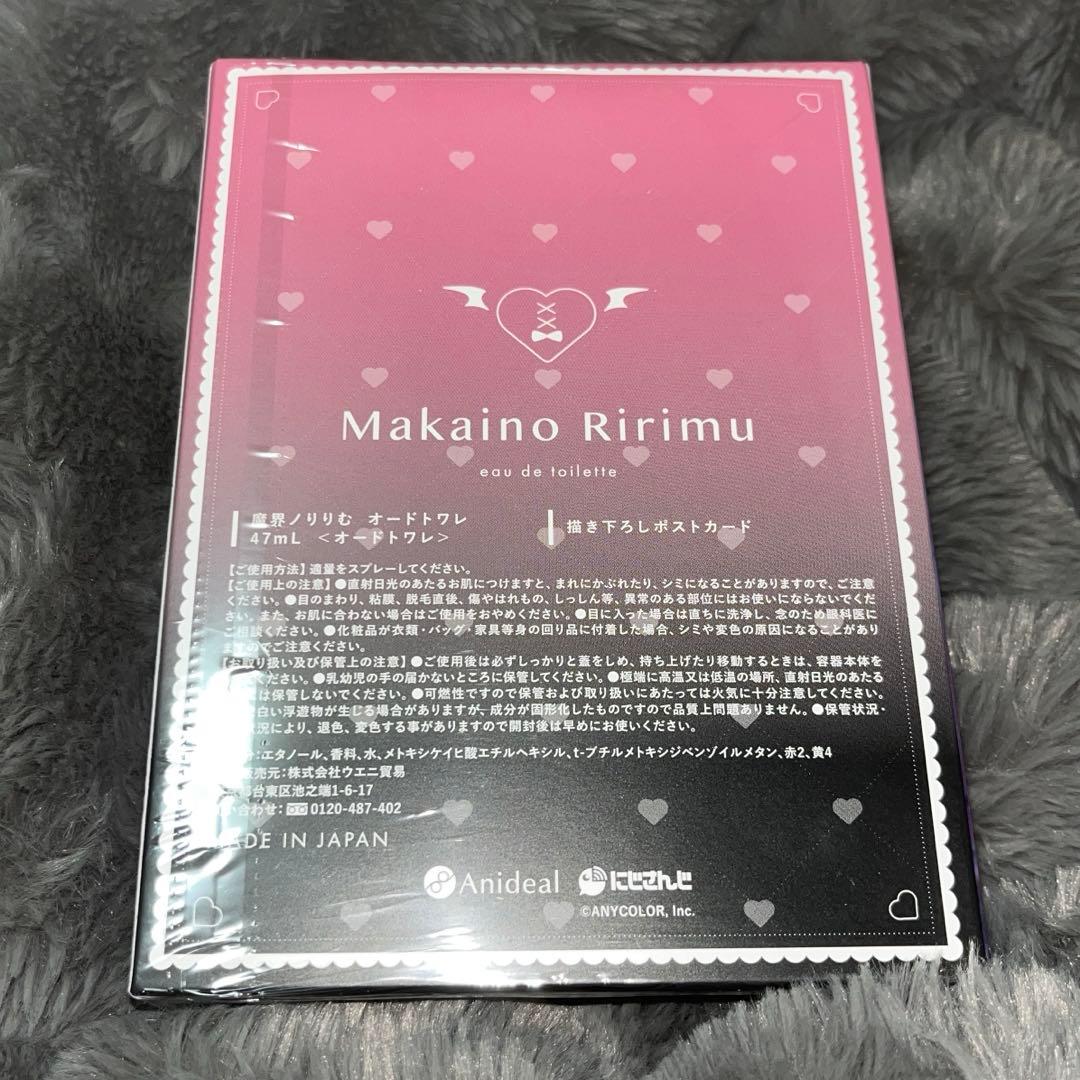 Makaino Ririmu
eau de toilette
魔界ノりりむ オードトワレ
47mL <オードトワレ>
描き下ろしポストカード
【ご使用方法】適量をスプレーしてください。
【ご使用上の注意】●直射日光のあたるお肌につけますと、まれにかぶれたり、シミになることがありますので、ご注意
ください。●目のまわり、粘膜、脱毛直後、傷やはれもの、しっしん等、異常のある部位にはお使いにならないでくだ
さい。また、お肌に合わない場合はご使用をおやめください。●目に入った場合は直ちに洗浄し、念のため眼科医に
ご相談ください。●化粧品が衣類・バッグ・家具等身の回り品に付着した場合、シミや変色の原因になることがあり
ますのでご注意ください。
【お取り扱い及び保管上の注意】●ご使用後は必ずしっかりと蓋をしめ、持ち上げたり移動するときは、容器本体を
ください。●乳幼児の手の届かないところに保管してください。●極端に高温又は低温の場所、直射日光のあたる
は保管しないでください。●可燃性ですので保管および取り扱いにあたっては火気に十分注意してください。
白い浮遊物が生じる場合がありますが、成分が固形化したものですので品質上問題ありません。●保管状況・
状況により、退色、変色する事がありますので開封後は早めにお使いください。
:エタノール、香料、水、メトキシケイヒ酸エチルヘキシル、t-ブチルメトキシジベンゾイルメタン、赤2、黄4
販売元:株式会社ウエニ貿易
都台東区池之端1-6-17
い合わせ: 0120-487-402
MADE IN JAPAN
Anideal にじさんじ
©ANYCOLOR, Inc.